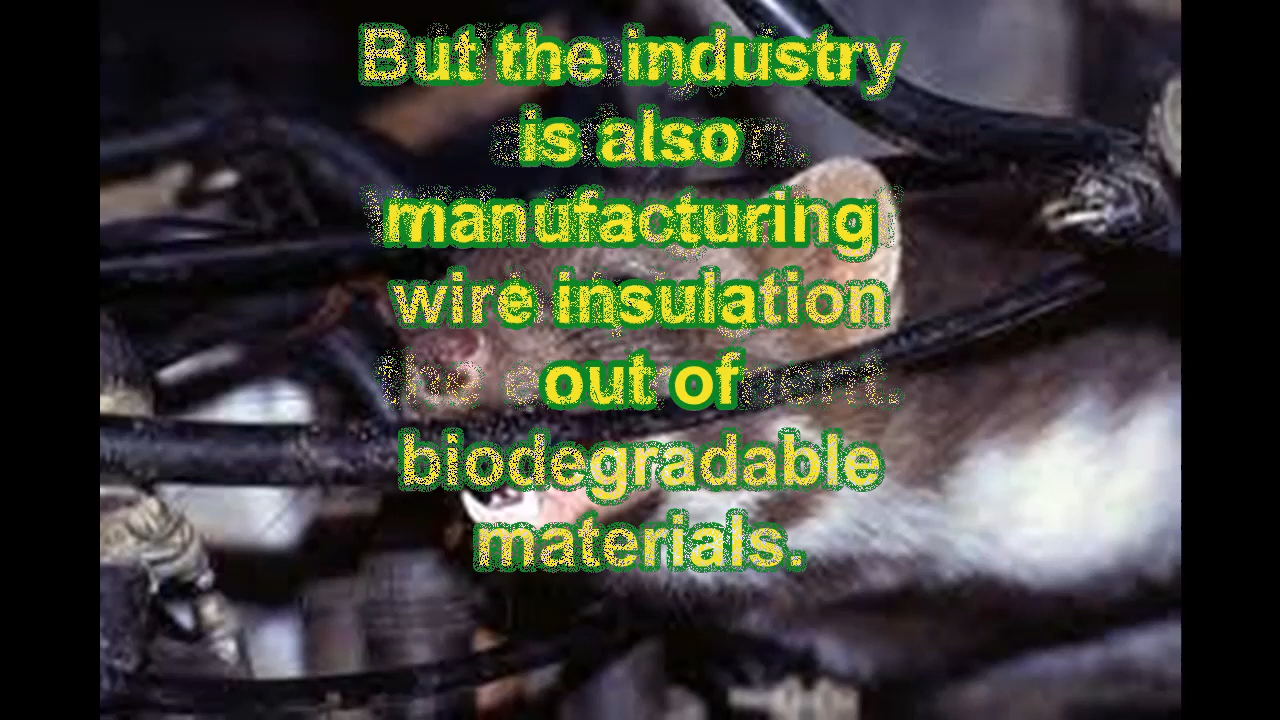 But the industry
is also
manufacturing
wire insulation
out of
biodegradable
materials.